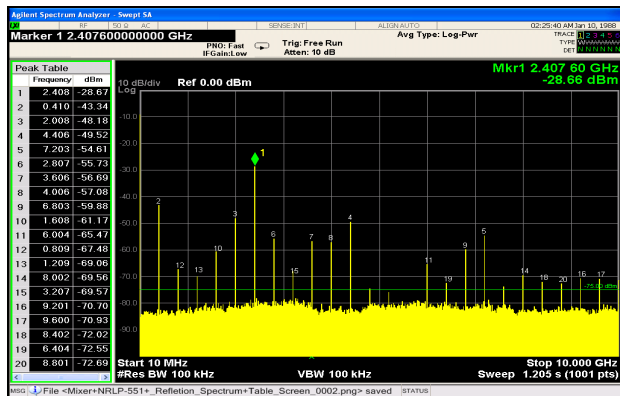 Agilent Spectrum Analyzer - Swept SA
RF 50 Ω AC SENSE:INT ALIGN AUTO 02:25:40 AM Jan 10, 1988
Marker 1 2.407600000000 GHz
PNO: Fast
IFGain:Low
Trig: Free Run
Atten: 10 dB
Avg Type: Log-Pwr
TRACE 1 2 3 4 5 6
TYPE
DET N N N N N N
Peak Table
Frequency dBm
1 2.408 -28.67
2 0.410 -43.34
3 2.008 -48.18
4 4.406 -49.52
5 7.203 -54.61
6 2.807 -55.73
7 3.606 -56.69
8 4.006 -57.08
9 6.803 -59.88
10 1.608 -61.17
11 6.004 -65.47
12 0.809 -67.48
13 1.209 -69.06
14 8.002 -69.56
15 3.207 -69.57
16 9.201 -70.70
17 9.600 -70.93
18 8.402 -72.02
19 6.404 -72.55
20 8.801 -72.69
Mkr1 2.407 60 GHz
-28.66 dBm
10 dB/div Ref 0.00 dBm
Log
-10.0
-20.0
-30.0
-40.0
-50.0
-60.0
-70.0
-80.0
-90.0
1
2
3
4
5
6
7
8
9
10
11
12
13
14
15
16
17
18
19
20
-75.00 dBm
Start 10 MHz
#Res BW 100 kHz
VBW 100 kHz
Stop 10.000 GHz
Sweep 1.205 s (1001 pts)
MSG File <Mixer+NRLP-551+_Refletion_Spectrum+Table_Screen_0002.png> saved STATUS